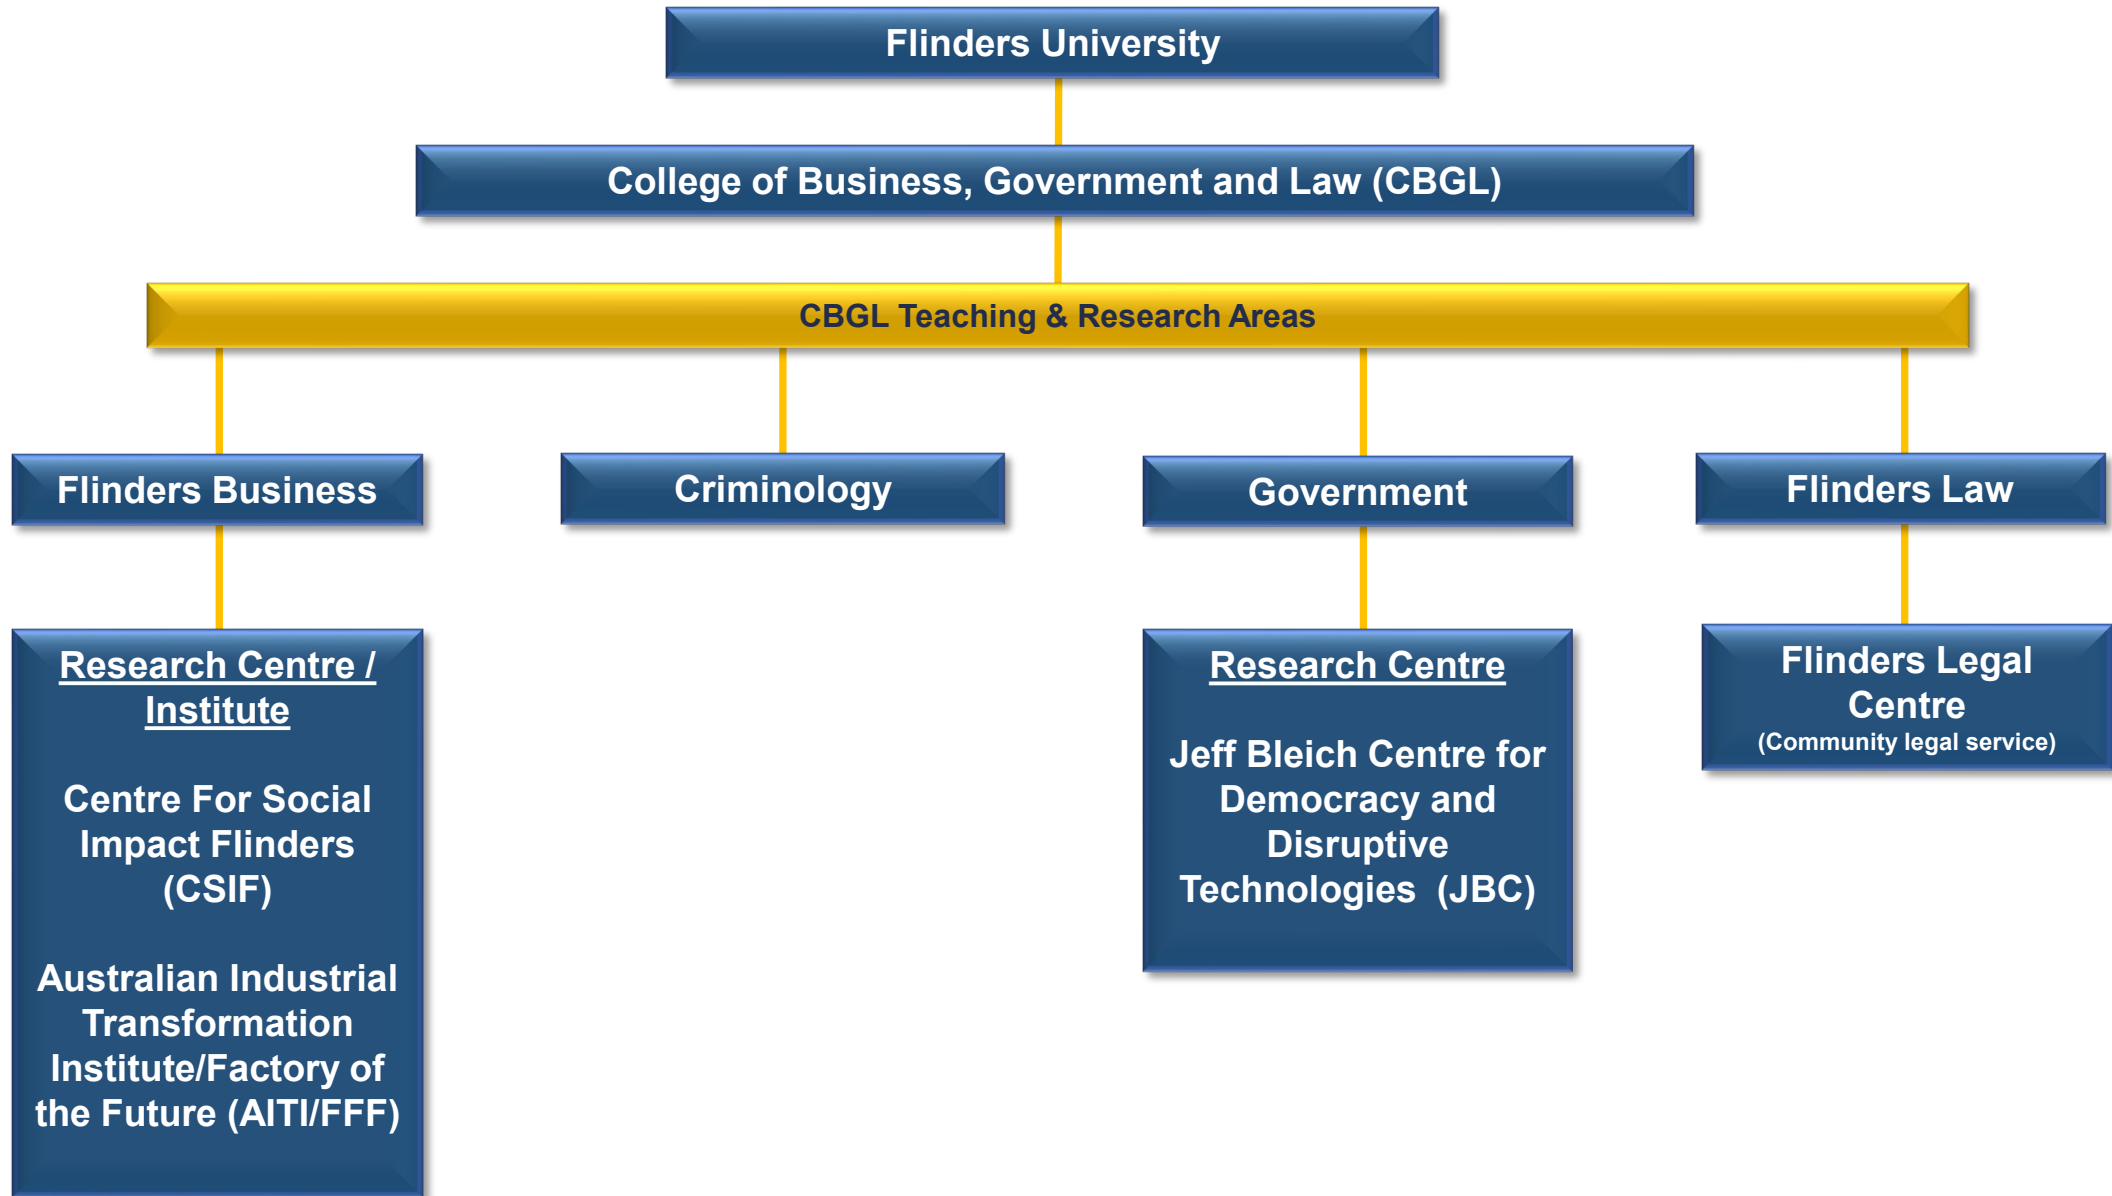 Flinders University
College of Business, Government and Law (CBGL)
CBGL Teaching & Research Areas
Flinders Business
Criminology
Government
Flinders Law
Research Centre /
Institute
Centre For Social
Impact Flinders
(CSIF)
Australian Industrial
Transformation
Institute/Factory of
the Future (AITI/FFF)
Research Centre
Jeff Bleich Centre for
Democracy and
Disruptive
Technologies (JBC)
Flinders Legal
Centre
(Community legal service)